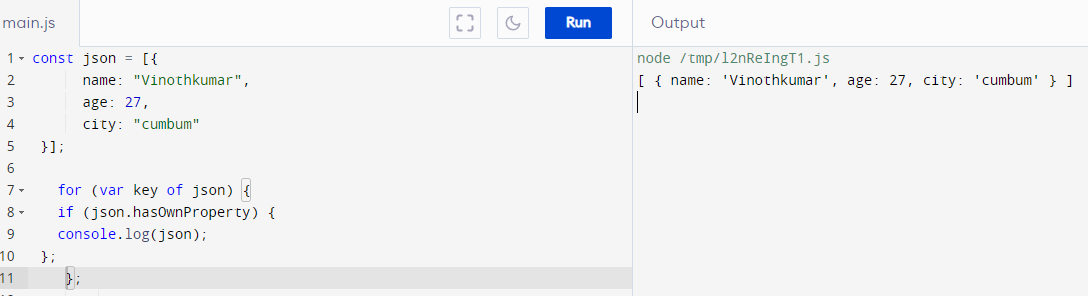 main.js Run Output
1 const json = [{ node /tmp/l2nReIngT1.js
2 name: "Vinothkumar", [ { name: 'Vinothkumar', age: 27, city: 'cumbum' } ]
3 age: 27,
4 city: "cumbum"
5 }];
6
7 for (var key of json) {
8 if (json.hasOwnProperty) {
9 console.log(json);
10 };
11 };